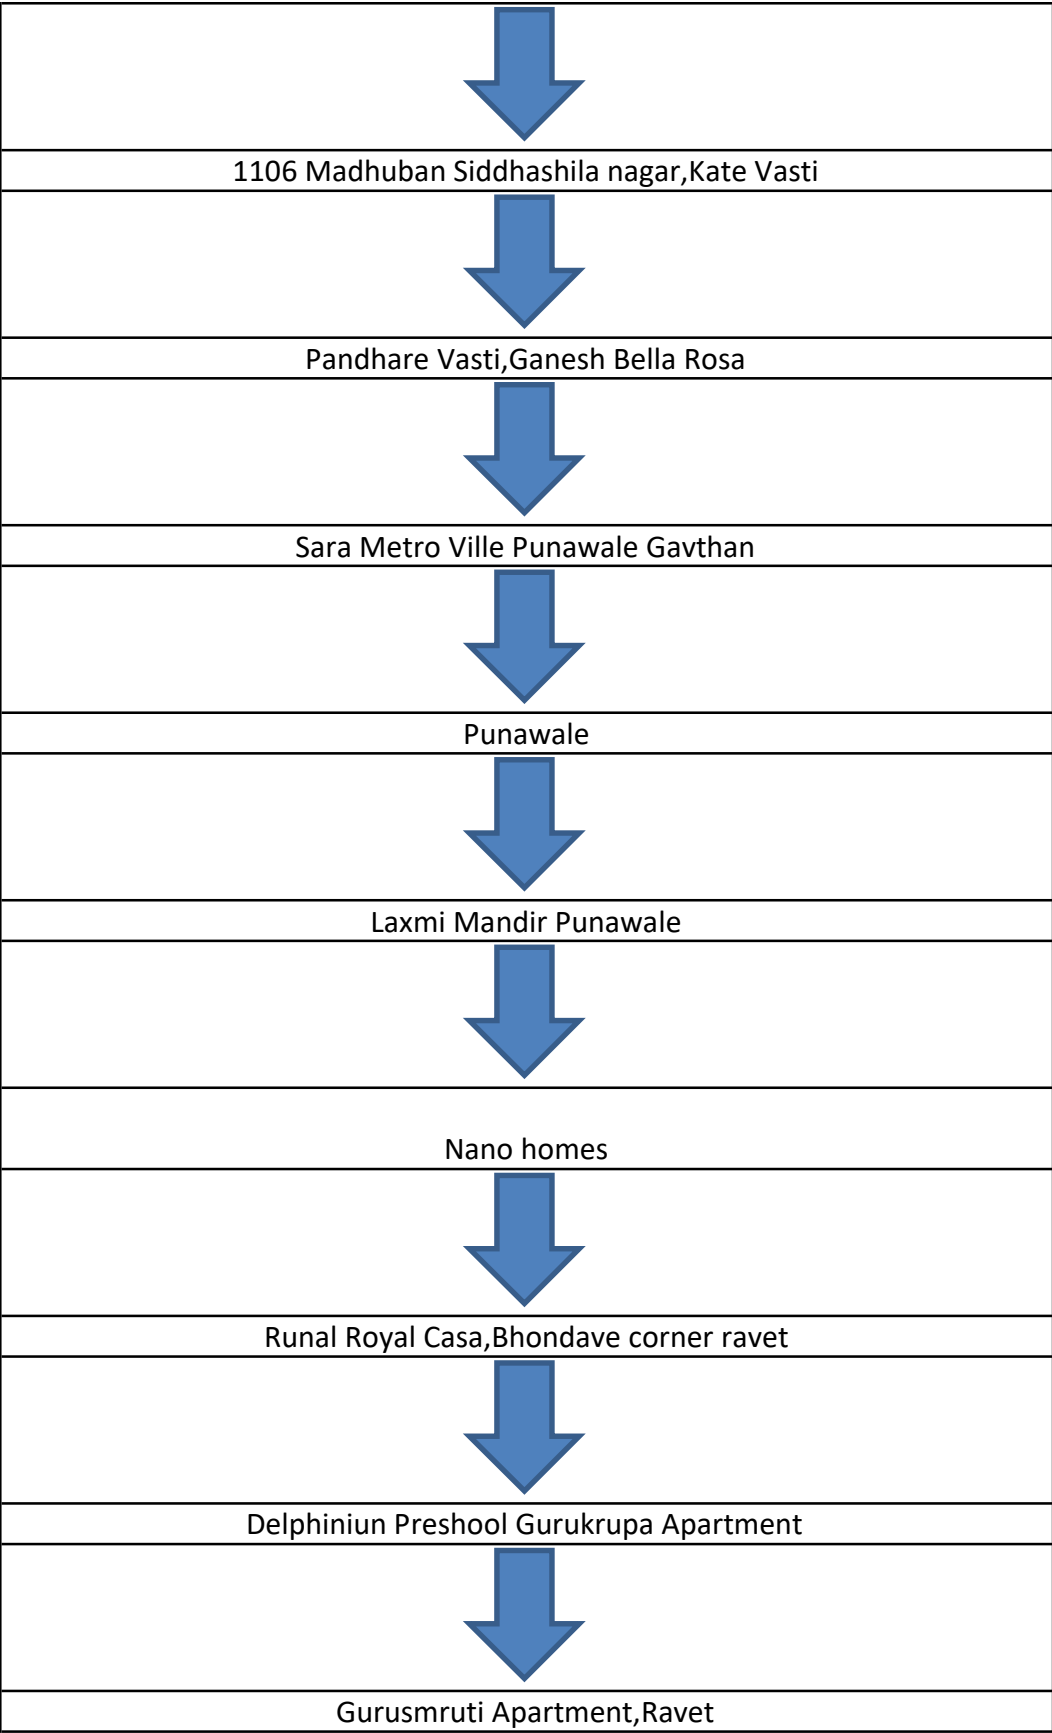 1106 Madhuban Siddhashila nagar,Kate Vasti
Pandhare Vasti,Ganesh Bella Rosa
Sara Metro Ville Punawale Gavthan
Punawale
Laxmi Mandir Punawale
Nano homes
Runal Royal Casa,Bhondave corner ravet
Delphiniun Preshool Gurukrupa Apartment
Gurusmruti Apartment,Ravet